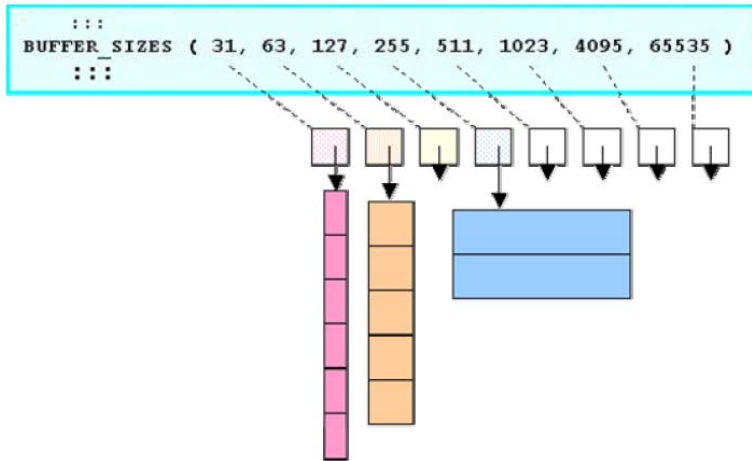 :::
BUFFER_SIZES ( 31, 63, 127, 255, 511, 1023, 4095, 65535 )
:::